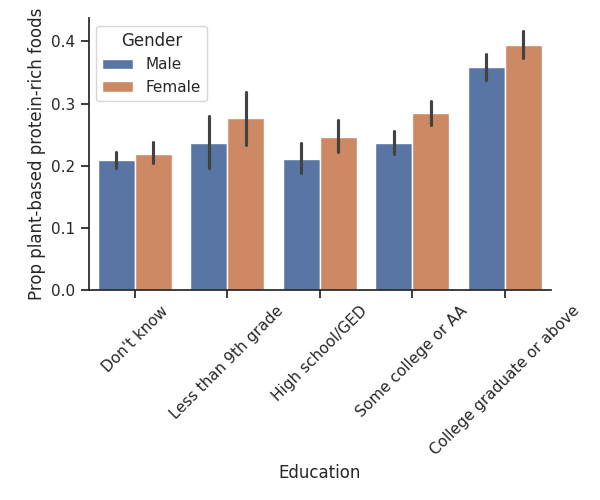 Gender
Male
Female
Prop plant-based protein-rich foods
0.4
0.3
0.2
0.1
0.0
Don't know
Less than 9th grade
High school/GED
Some college or AA
College graduate or above
Education